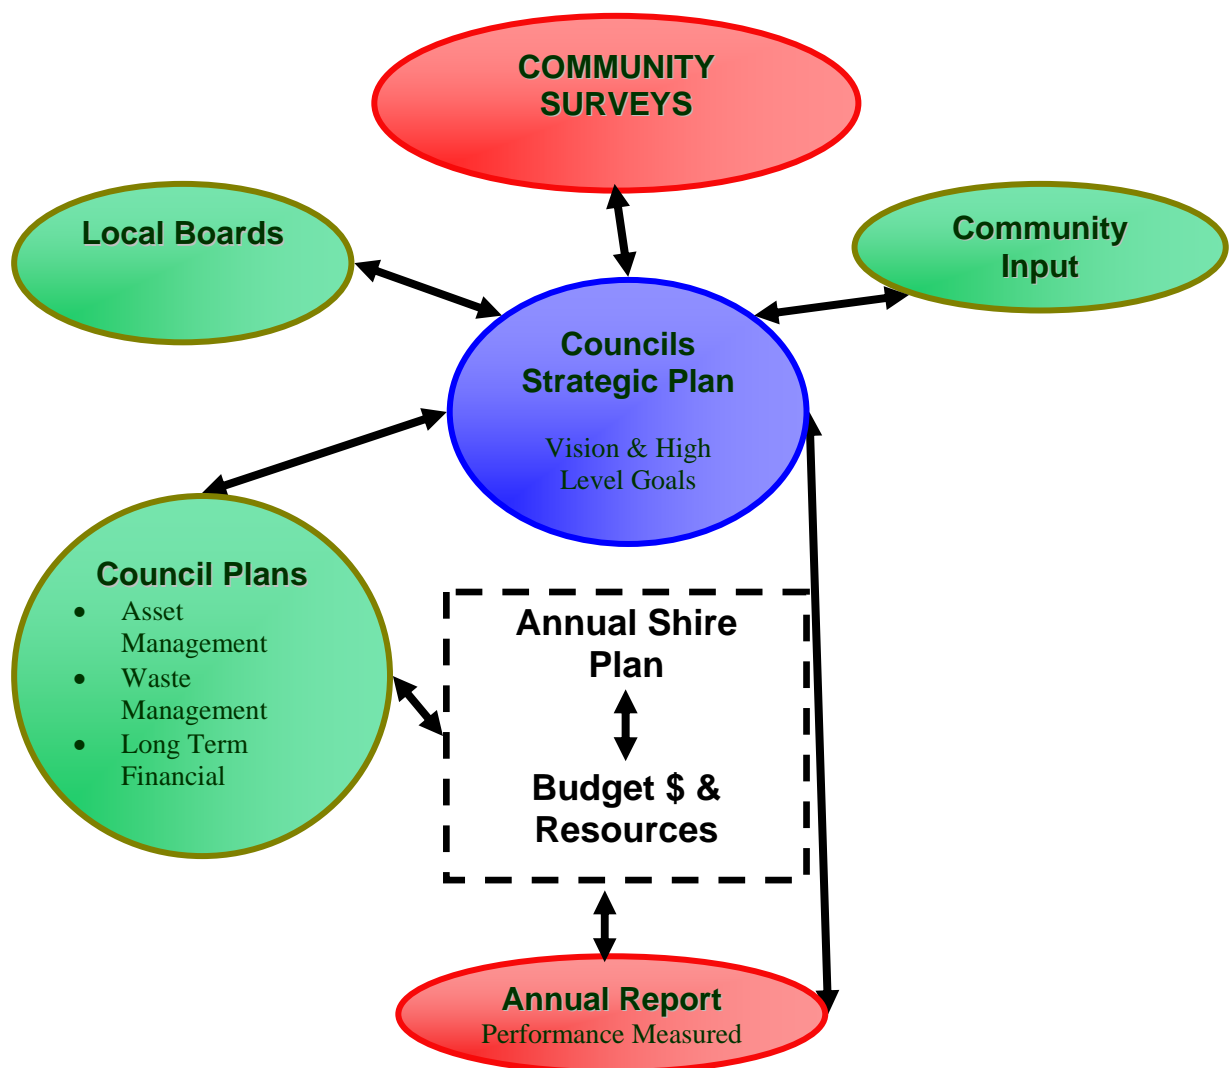 COMMUNITY
SURVEYS
Local Boards
Community
Input
Councils
Strategic Plan
Vision & High
Level Goals
Council Plans
• Asset
Management
• Waste
Management
• Long Term
Financial
Annual Shire
Plan
Budget $ &
Resources
Annual Report
Performance Measured